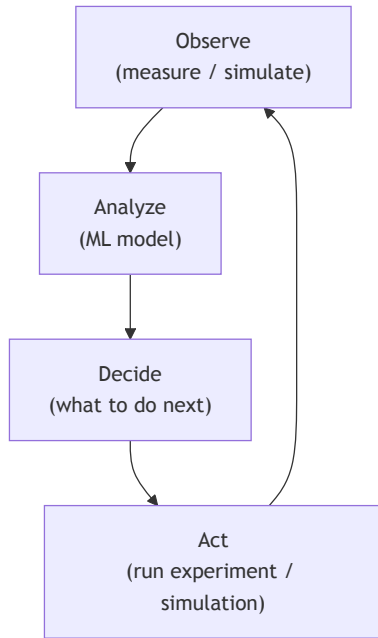 Observe
(measure / simulate)
Analyze
(ML model)
Decide
(what to do next)
Act
(run experiment /
simulation)